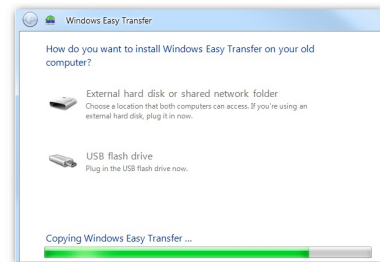 Windows Easy Transfer
How do you want to install Windows Easy Transfer on your old
computer?
External hard disk or shared network folder
Choose a location that both computers can access. If you're using an
external hard disk, plug it in now.
USB flash drive
Plug in the USB flash drive now.
Copying Windows Easy Transfer ...